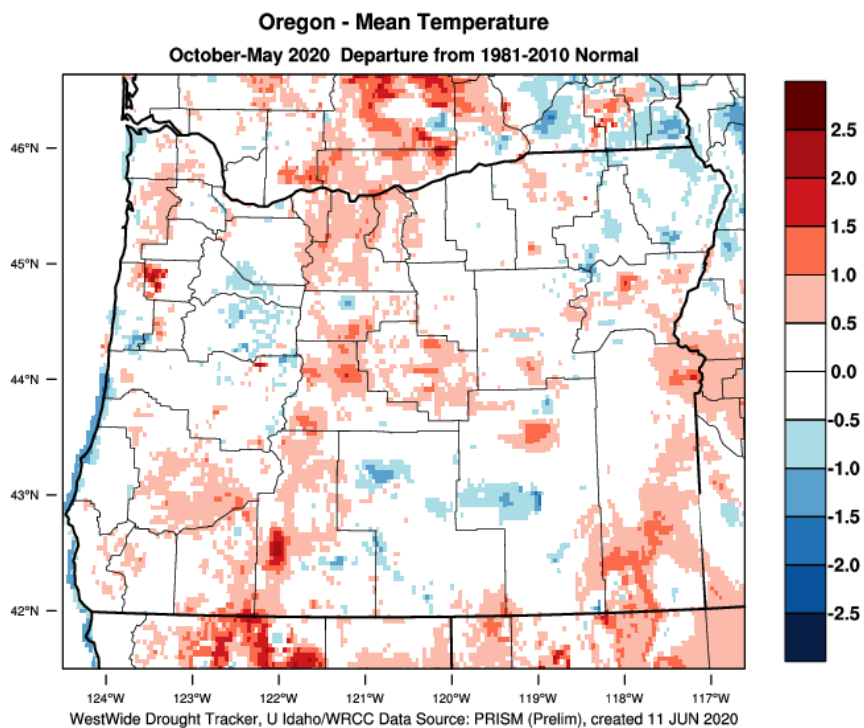 Oregon - Mean Temperature
October-May 2020 Departure from 1981-2010 Normal
46°N
45°N
44°N
43°N
42°N
124°W 123°W 122°W 121°W 120°W 119°W 118°W 117°W
2.5
2.0
1.5
1.0
0.5
0.0
-0.5
-1.0
-1.5
-2.0
-2.5
WestWide Drought Tracker, U Idaho/WRCC Data Source: PRISM (Prelim), created 11 JUN 2020